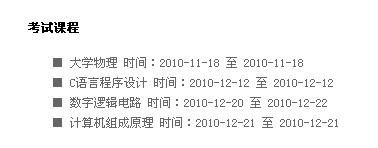 考试课程
■ 大学物理 时间：2010-11-18 至 2010-11-18
■ C语言程序设计 时间：2010-12-12 至 2010-12-12
■ 数字逻辑电路 时间：2010-12-20 至 2010-12-22
■ 计算机组成原理 时间：2010-12-21 至 2010-12-21